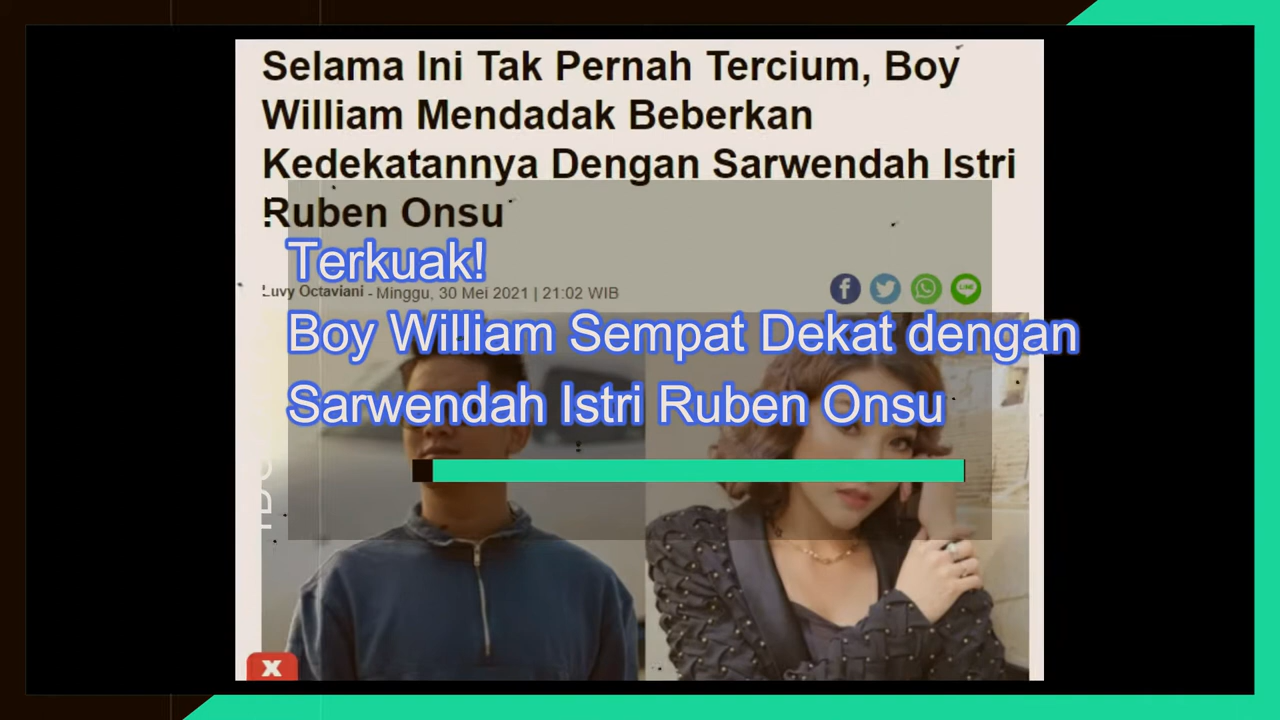 Selama Ini Tak Pernah Tercium, Boy
William Mendadak Beberkan
Kedekatannya Dengan Sarwendah Istri
Ruben Onsu
Terkuak!
Luvy Octaviani - Minggu, 30 Mei 2021 | 21:02 WIB
LINE
Boy William Sempat Dekat dengan
Sarwendah Istri Ruben Onsu
X